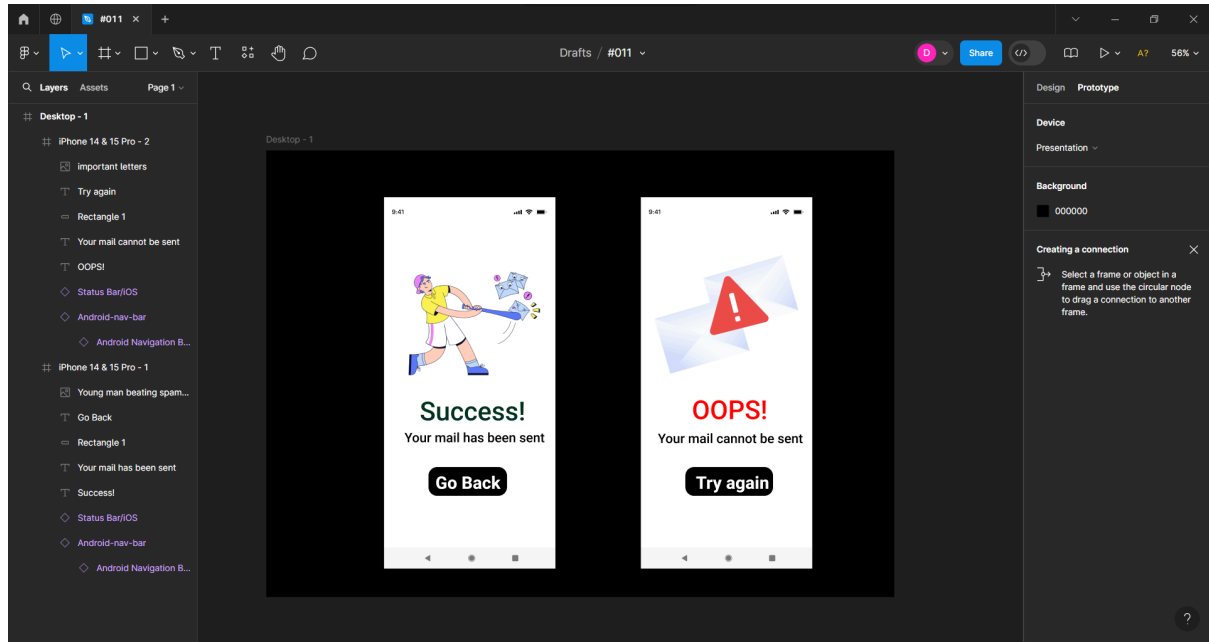 #011
Drafts / #011
D
Share
A?
56%
Layers Assets Page 1
Desktop - 1
iPhone 14 & 15 Pro - 2
important letters
Try again
Rectangle 1
Your mail cannot be sent
OOPS!
Status Bar/iOS
Android-nav-bar
Android Navigation B...
iPhone 14 & 15 Pro - 1
Young man beating spam...
Go Back
Rectangle 1
Your mail has been sent
Success!
Status Bar/iOS
Android-nav-bar
Android Navigation B...
Desktop - 1
9:41
Success!
Your mail has been sent
Go Back
9:41
OOPS!
Your mail cannot be sent
Try again
Design Prototype
Device
Presentation
Background
000000
Creating a connection
Select a frame or object in a
frame and use the circular node
to drag a connection to another
frame.
?